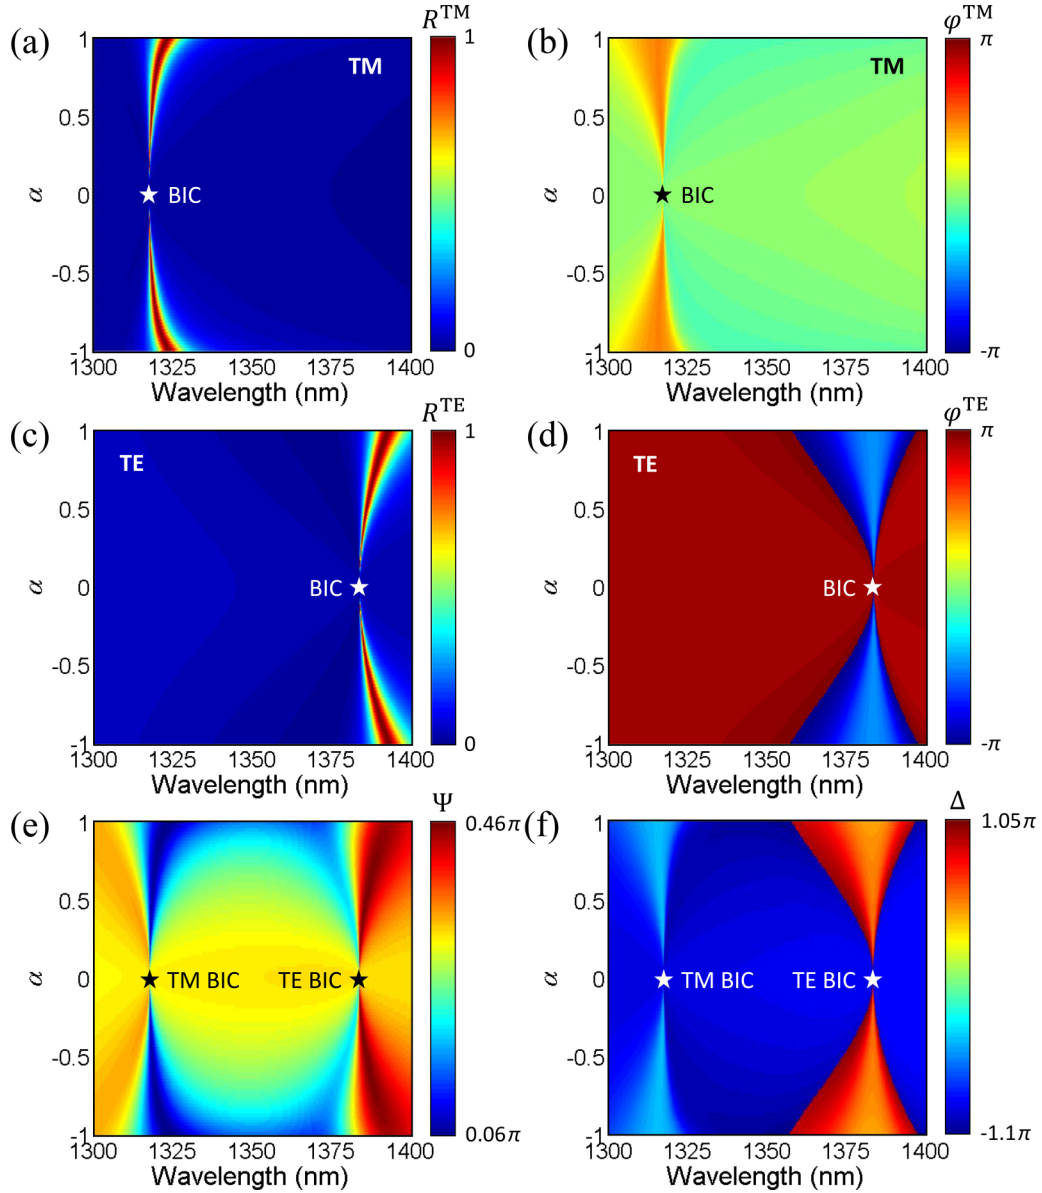 (a) R^TM
1
TM
0.5
α 0 ★ BIC
-0.5
-1 0
1300 1325 1350 1375 1400
Wavelength (nm)
(b) φ^TM
1 π
TM
0.5
α 0 ★ BIC
-0.5
-1 -π
1300 1325 1350 1375 1400
Wavelength (nm)
(c) R^TE
1 1
TE
0.5
α 0 BIC ★
-0.5
-1 0
1300 1325 1350 1375 1400
Wavelength (nm)
(d) φ^TE
1 π
TE
0.5
α 0 BIC ★
-0.5
-1 -π
1300 1325 1350 1375 1400
Wavelength (nm)
(e) Ψ
1 0.46π
0.5
α 0 ★ TM BIC TE BIC ★
-0.5
-1 0.06π
1300 1325 1350 1375 1400
Wavelength (nm)
(f) Δ
1 1.05π
0.5
α 0 ★ TM BIC TE BIC ★
-0.5
-1 -1.1π
1300 1325 1350 1375 1400
Wavelength (nm)